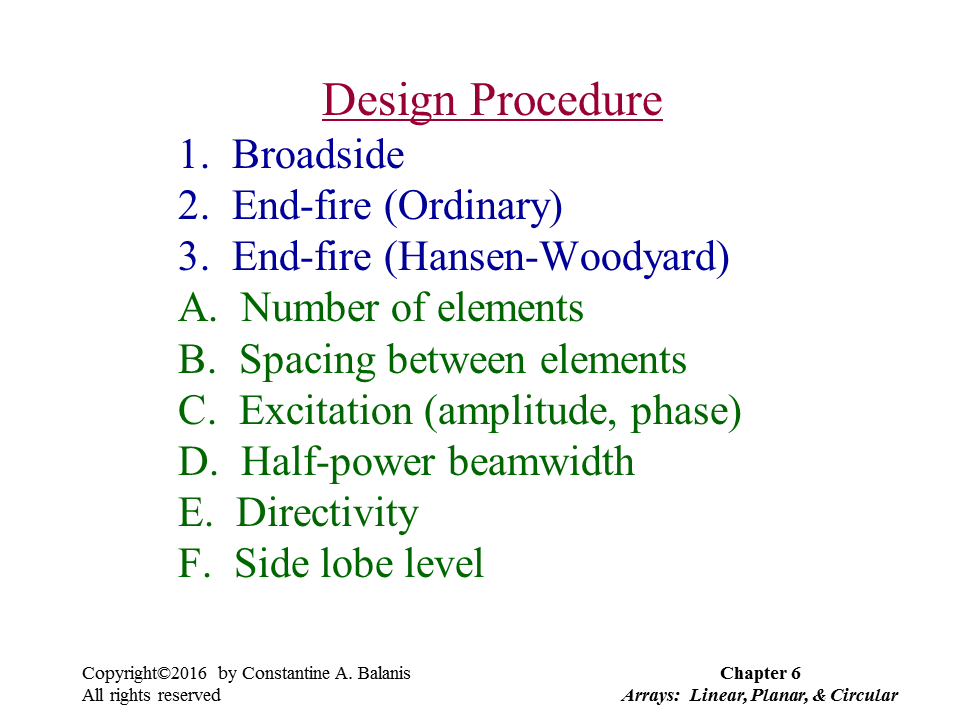 Design Procedure
1. Broadside
2. End-fire (Ordinary)
3. End-fire (Hansen-Woodyard)
A. Number of elements
B. Spacing between elements
C. Excitation (amplitude, phase)
D. Half-power beamwidth
E. Directivity
F. Side lobe level
Copyright©2016 by Constantine A. Balanis
All rights reserved
Chapter 6
Arrays: Linear, Planar, & Circular